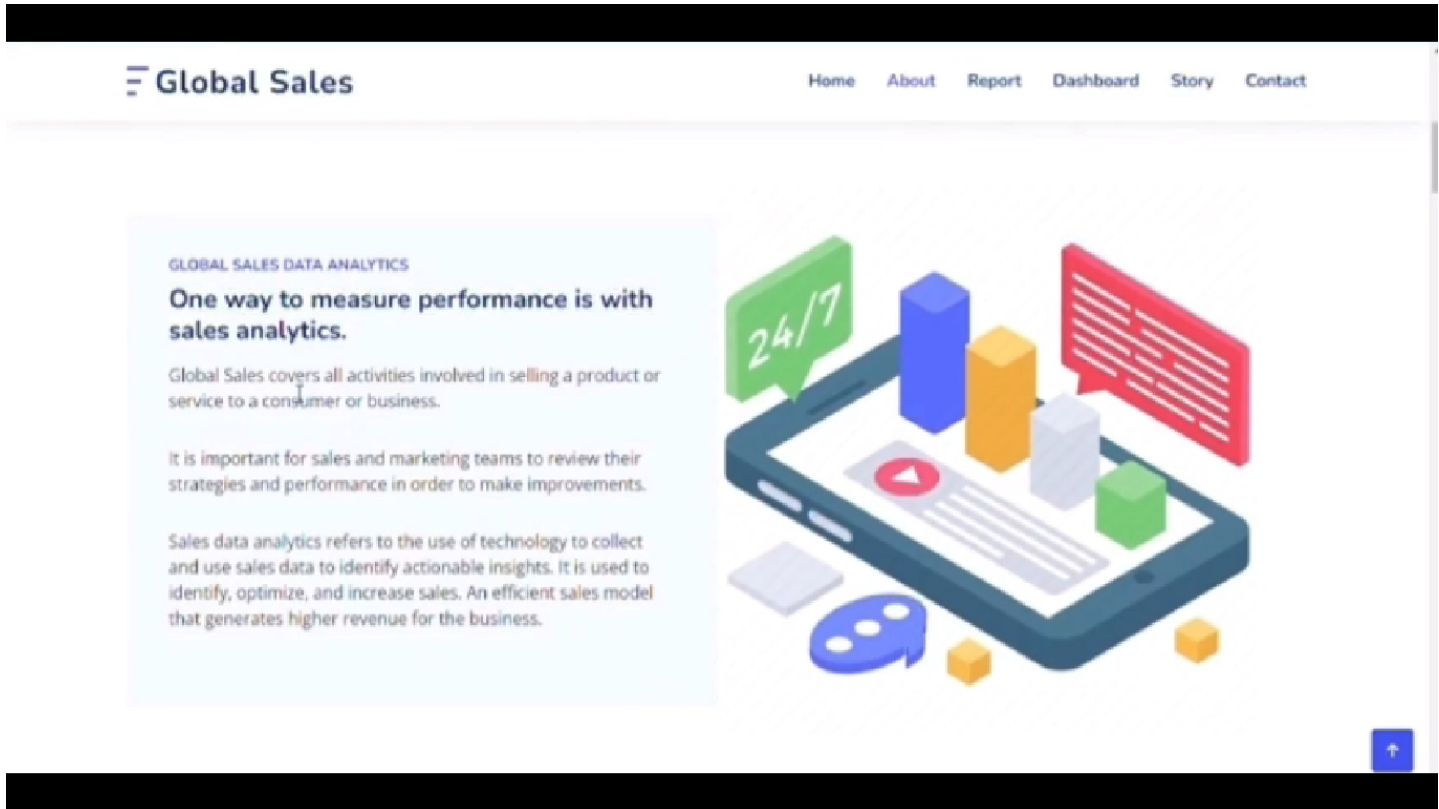 Global Sales
Home About Report Dashboard Story Contact
GLOBAL SALES DATA ANALYTICS
One way to measure performance is with
sales analytics.
Global Sales covers all activities involved in selling a product or
service to a consumer or business.
It is important for sales and marketing teams to review their
strategies and performance in order to make improvements.
Sales data analytics refers to the use of technology to collect
and use sales data to identify actionable insights. It is used to
identify, optimize, and increase sales. An efficient sales model
that generates higher revenue for the business.
24/7